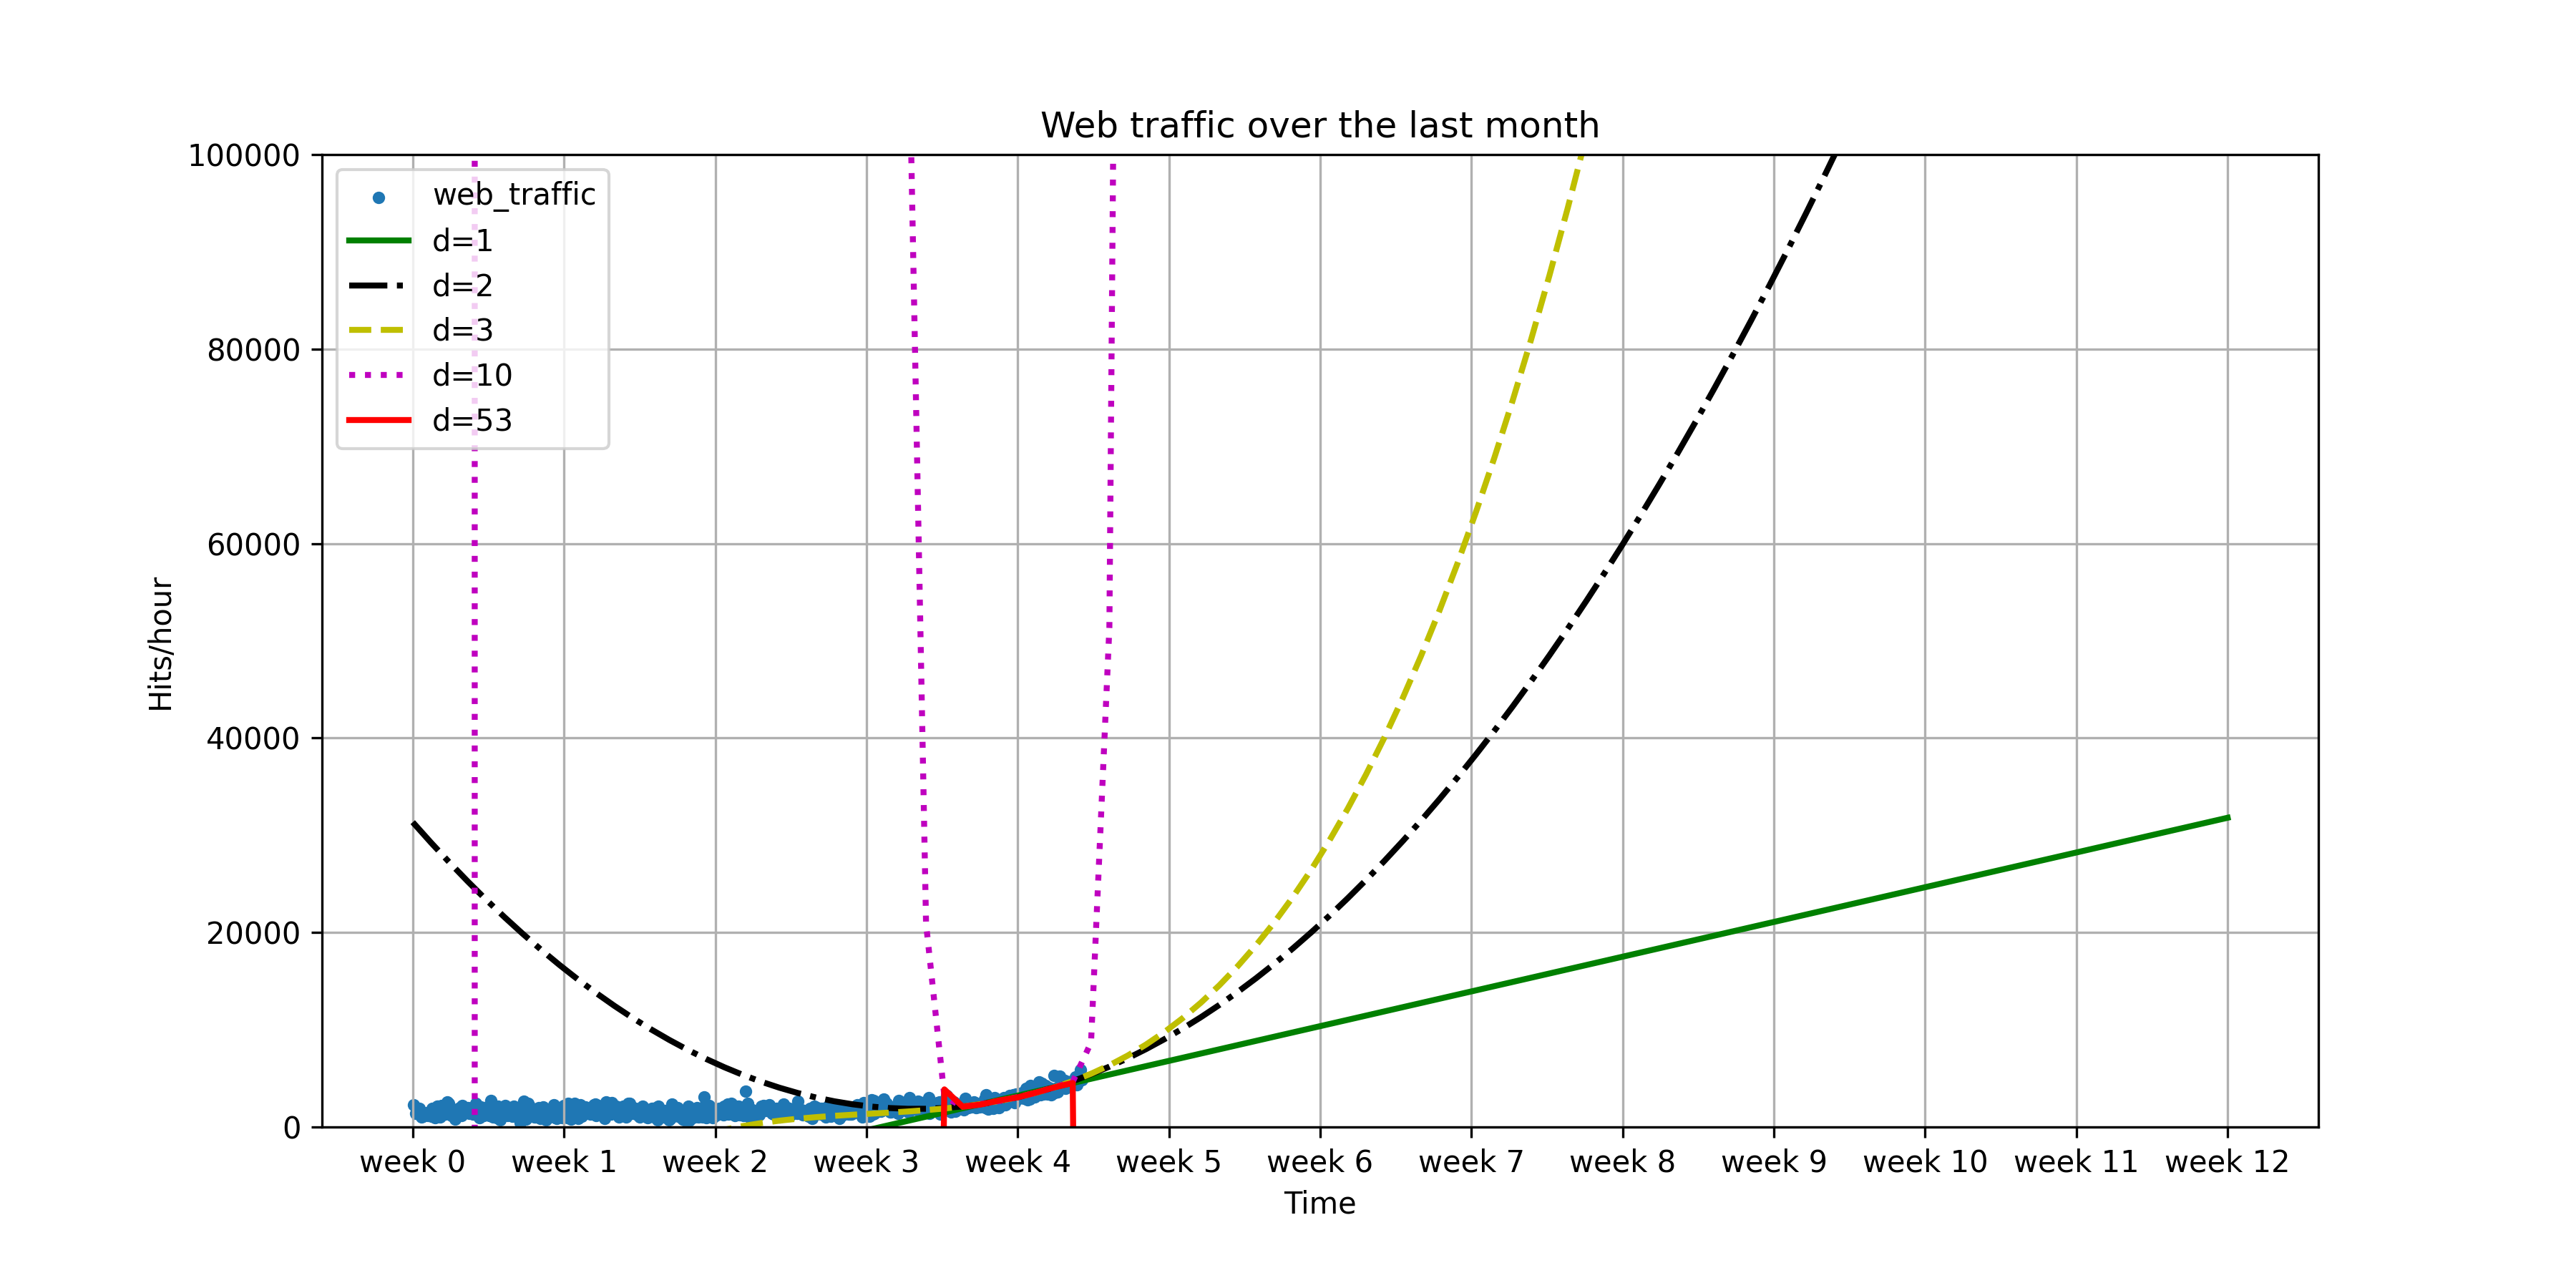 Web traffic over the last month
100000
80000
60000
40000
20000
0
Hits/hour
web_traffic
d=1
d=2
d=3
d=10
d=53
week 0 week 1 week 2 week 3 week 4 week 5 week 6 week 7 week 8 week 9 week 10 week 11 week 12
Time